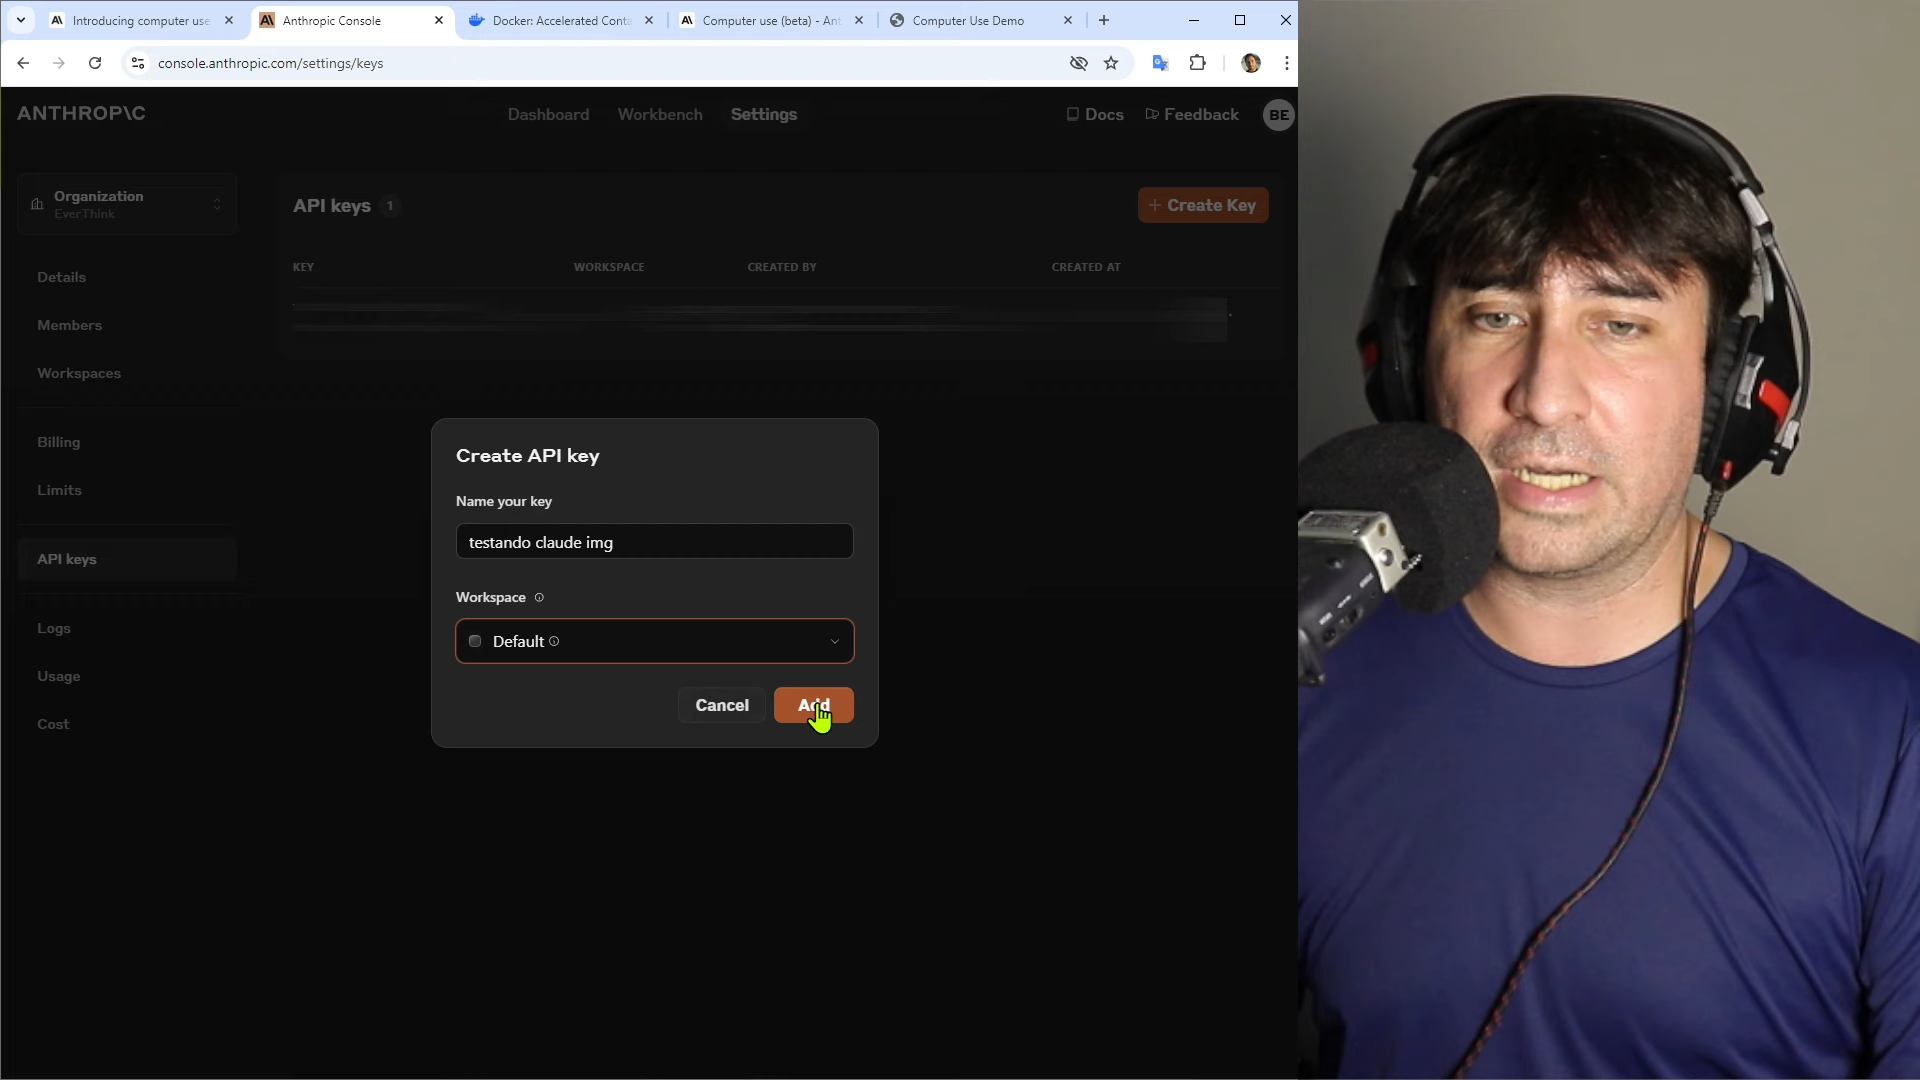 Introducing computer use
Anthropic Console
Docker: Accelerated Conta
Computer use (beta) - Ant
Computer Use Demo
console.anthropic.com/settings/keys
ANTHROP\C
Dashboard
Workbench
Settings
Docs
Feedback
BE
Organization
EverThink
API keys 1
+ Create Key
KEY
WORKSPACE
CREATED BY
CREATED AT
Details
Members
Workspaces
Billing
Limits
API keys
Logs
Usage
Cost
Create API key
Name your key
testando claude img
Workspace
Default
Cancel
Add